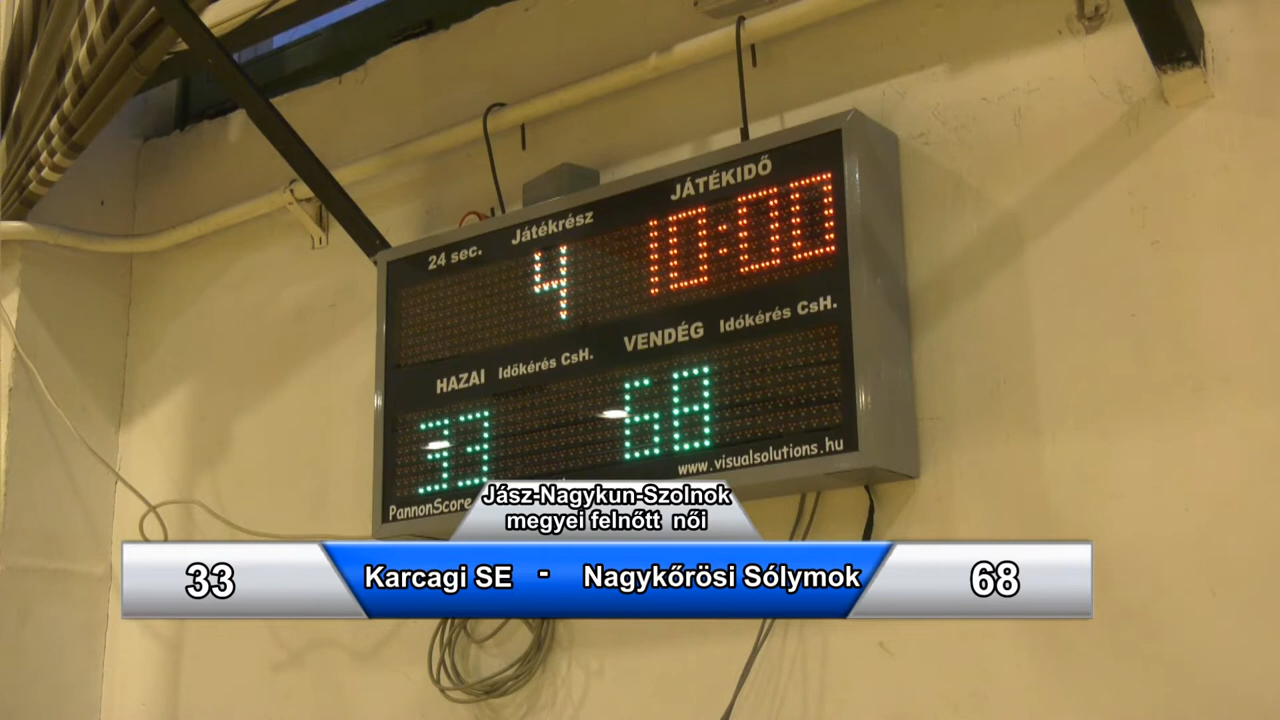 JÁTÉKIDŐ
24 sec. Játékrész
4 10:00
HAZAI Időkérés CsH. VENDÉG Időkérés CsH.
33 68
PannonScore www.visualsolutions.hu
Jász-Nagykun-Szolnok
megyei felnőtt női
33 Karcagi SE - Nagykőrösi Sólymok 68